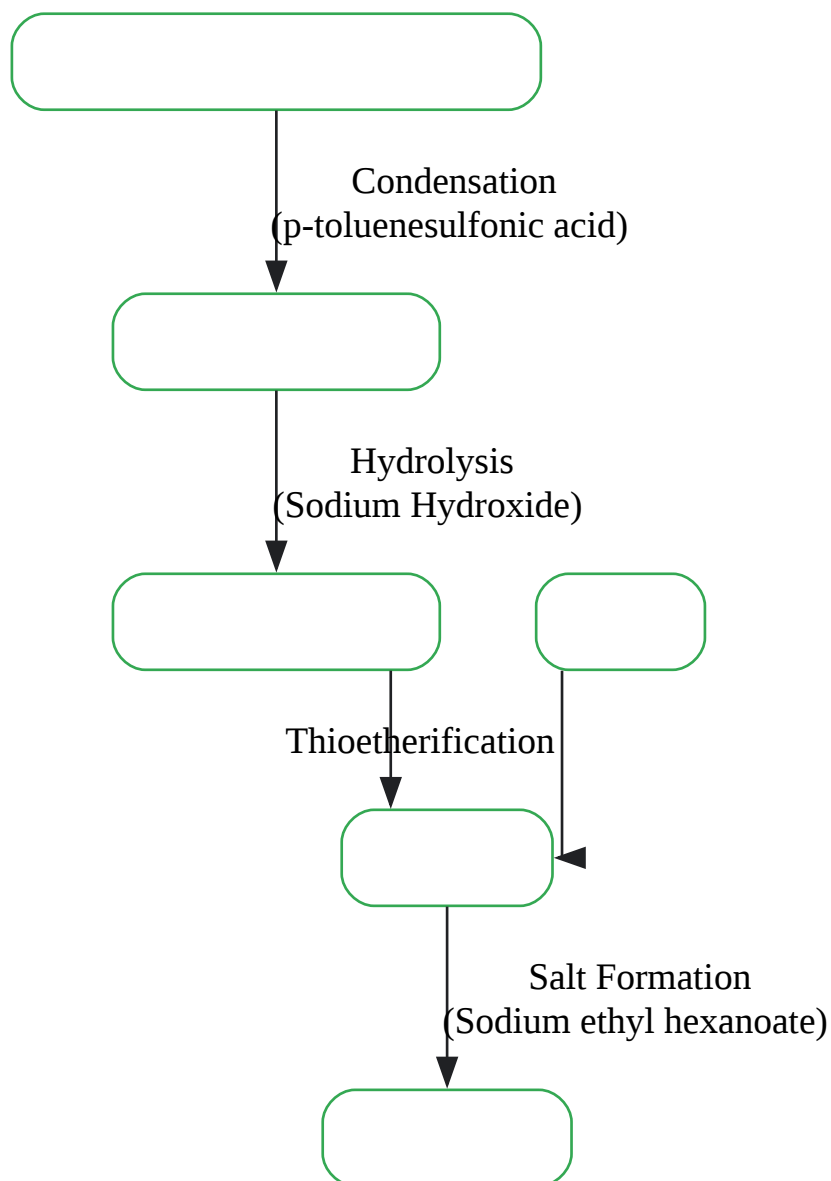 Condensation
(p-toluenesulfonic acid)
Hydrolysis
(Sodium Hydroxide)
Thioetherification
Salt Formation
(Sodium ethyl hexanoate)